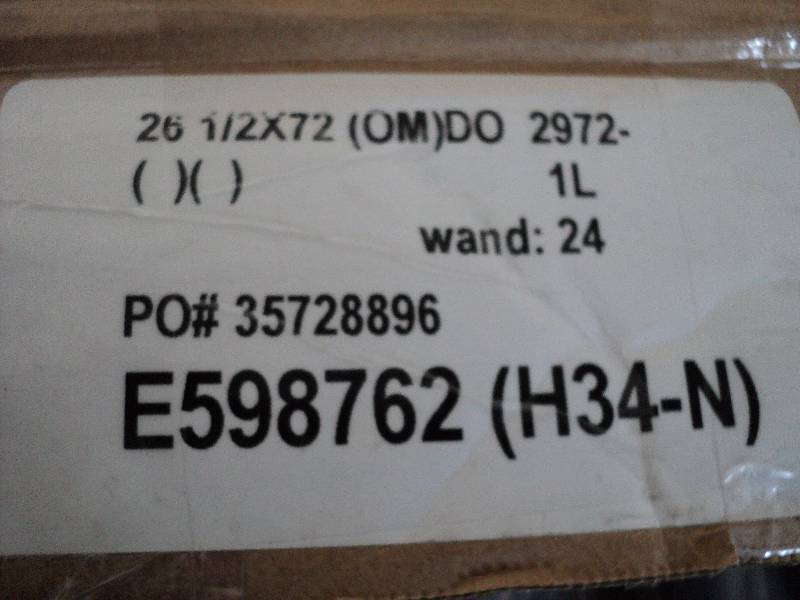 26 1/2X72 (OM)DO 2972-
( )( ) 1L
wand: 24
PO# 35728896
E598762 (H34-N)